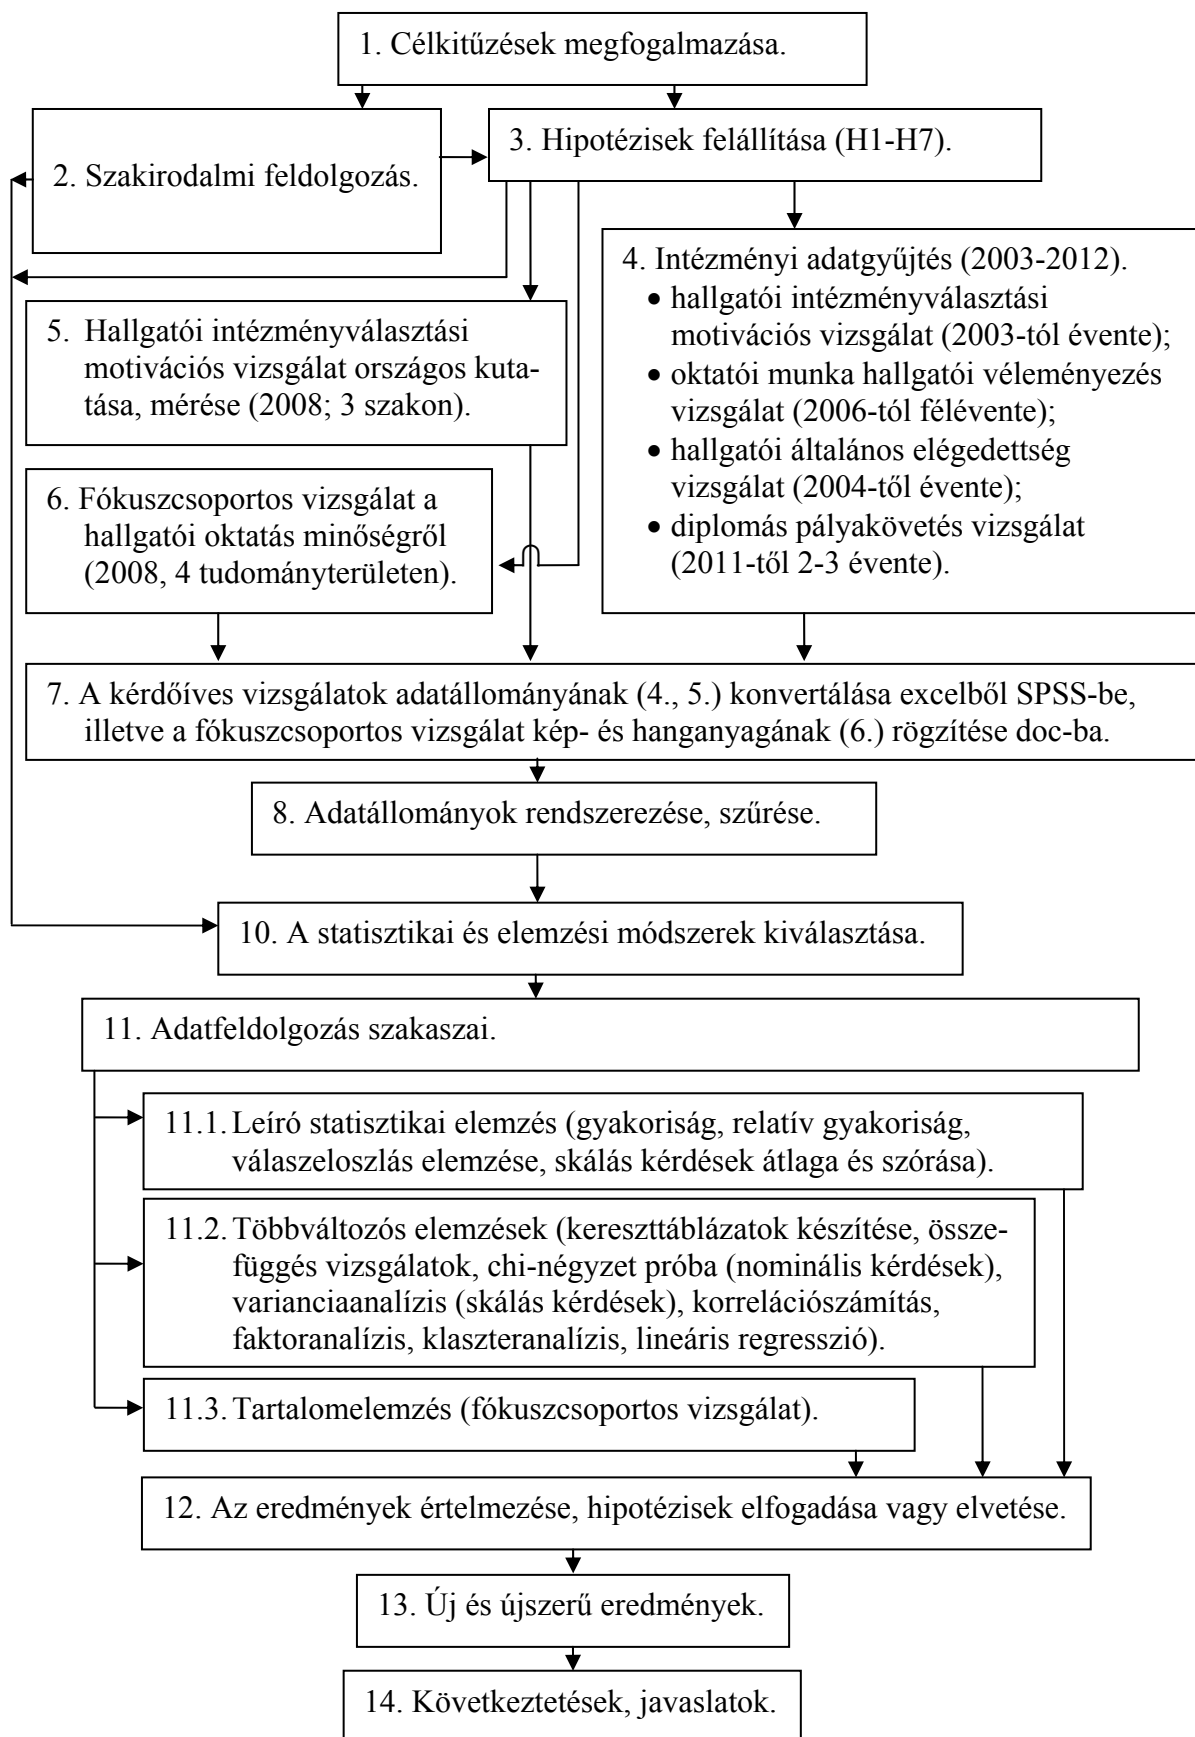 1. Célkitűzések megfogalmazása.
2. Szakirodalmi feldolgozás.
3. Hipotézisek felállítása (H1-H7).
4. Intézményi adatgyűjtés (2003-2012).
• hallgatói intézményválasztási
motivációs vizsgálat (2003-tól évente);
• oktatói munka hallgatói véleményezés
vizsgálat (2006-tól félévente);
• hallgatói általános elégedettség
vizsgálat (2004-től évente);
• diplomás pályakövetés vizsgálat
(2011-től 2-3 évente).
5. Hallgatói intézményválasztási
motivációs vizsgálat országos kuta-
tása, mérése (2008; 3 szakon).
6. Fókuszcsoportos vizsgálat a
hallgatói oktatás minőségről
(2008, 4 tudományterületen).
7. A kérdőíves vizsgálatok adatállományának (4., 5.) konvertálása excelből SPSS-be,
illetve a fókuszcsoportos vizsgálat kép- és hanganyagának (6.) rögzítése doc-ba.
8. Adatállományok rendszerezése, szűrése.
10. A statisztikai és elemzési módszerek kiválasztása.
11. Adatfeldolgozás szakaszai.
11.1. Leíró statisztikai elemzés (gyakoriság, relatív gyakoriság,
válaszeloszlás elemzése, skálás kérdések átlaga és szórása).
11.2. Többváltozós elemzések (kereszttáblázatok készítése, össze-
függés vizsgálatok, chi-négyzet próba (nominális kérdések),
varianciaanalízis (skálás kérdések), korrelációszámítás,
faktoranalízis, klaszteranalízis, lineáris regresszió).
11.3. Tartalomelemzés (fókuszcsoportos vizsgálat).
12. Az eredmények értelmezése, hipotézisek elfogadása vagy elvetése.
13. Új és újszerű eredmények.
14. Következtetések, javaslatok.